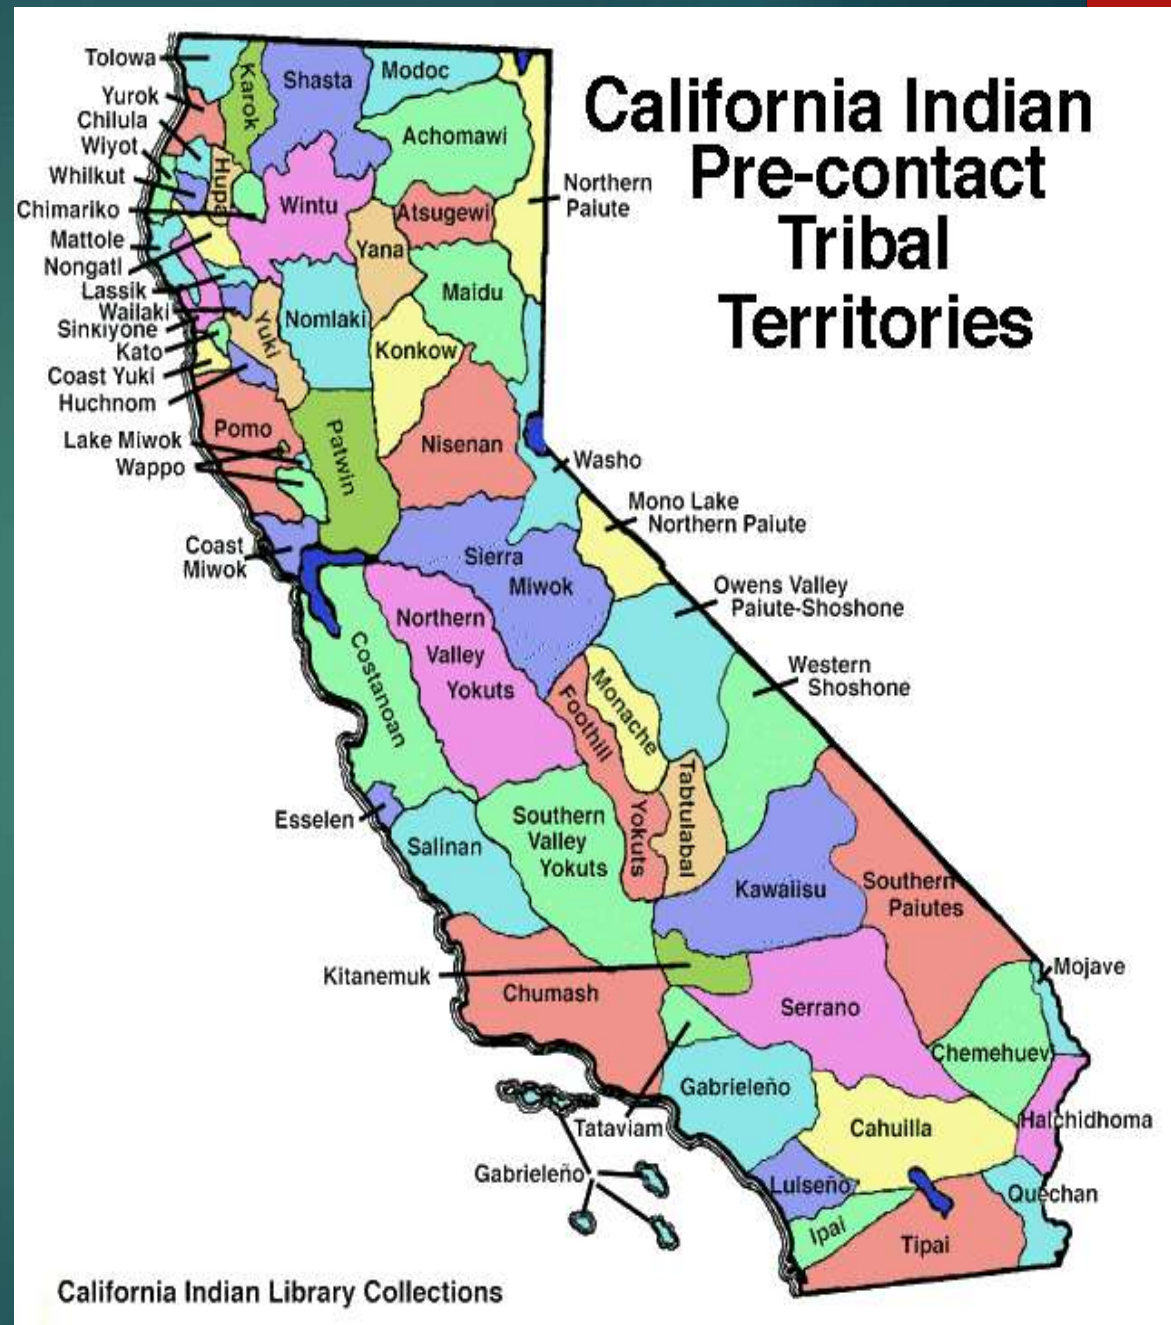 California Indian
Pre-contact
Tribal
Territories
Tolowa
Yurok
Chilula
Wiyot
Whilkut
Chimariko
Mattole
Nongatl
Lassik
Wailaki
Sinkiyone
Kato
Coast Yuki
Huchnom
Lake Miwok
Wappo
Coast
Miwok
Karok
Shasta
Modoc
Achomawi
Hupa
Wintu
Atsugewi
Yana
Northern
Paiute
Maidu
Nomlaki
Yuki
Konkow
Pomo
Patwin
Nisenan
Washo
Mono Lake
Northern Paiute
Sierra
Miwok
Owens Valley
Paiute-Shoshone
Northern
Valley
Yokuts
Costanoan
Western
Shoshone
Monache
Foothill
Yokuts
Tabtulabal
Esselen
Salinan
Southern
Valley
Yokuts
Kawaiisu
Southern
Paiutes
Kitanemuk
Chumash
Serrano
Mojave
Chemehuevi
Gabrieleño
Tataviam
Cahuilla
Halchidhoma
Gabrieleño
Luiseño
Quechan
Ipai
Tipai
California Indian Library Collections